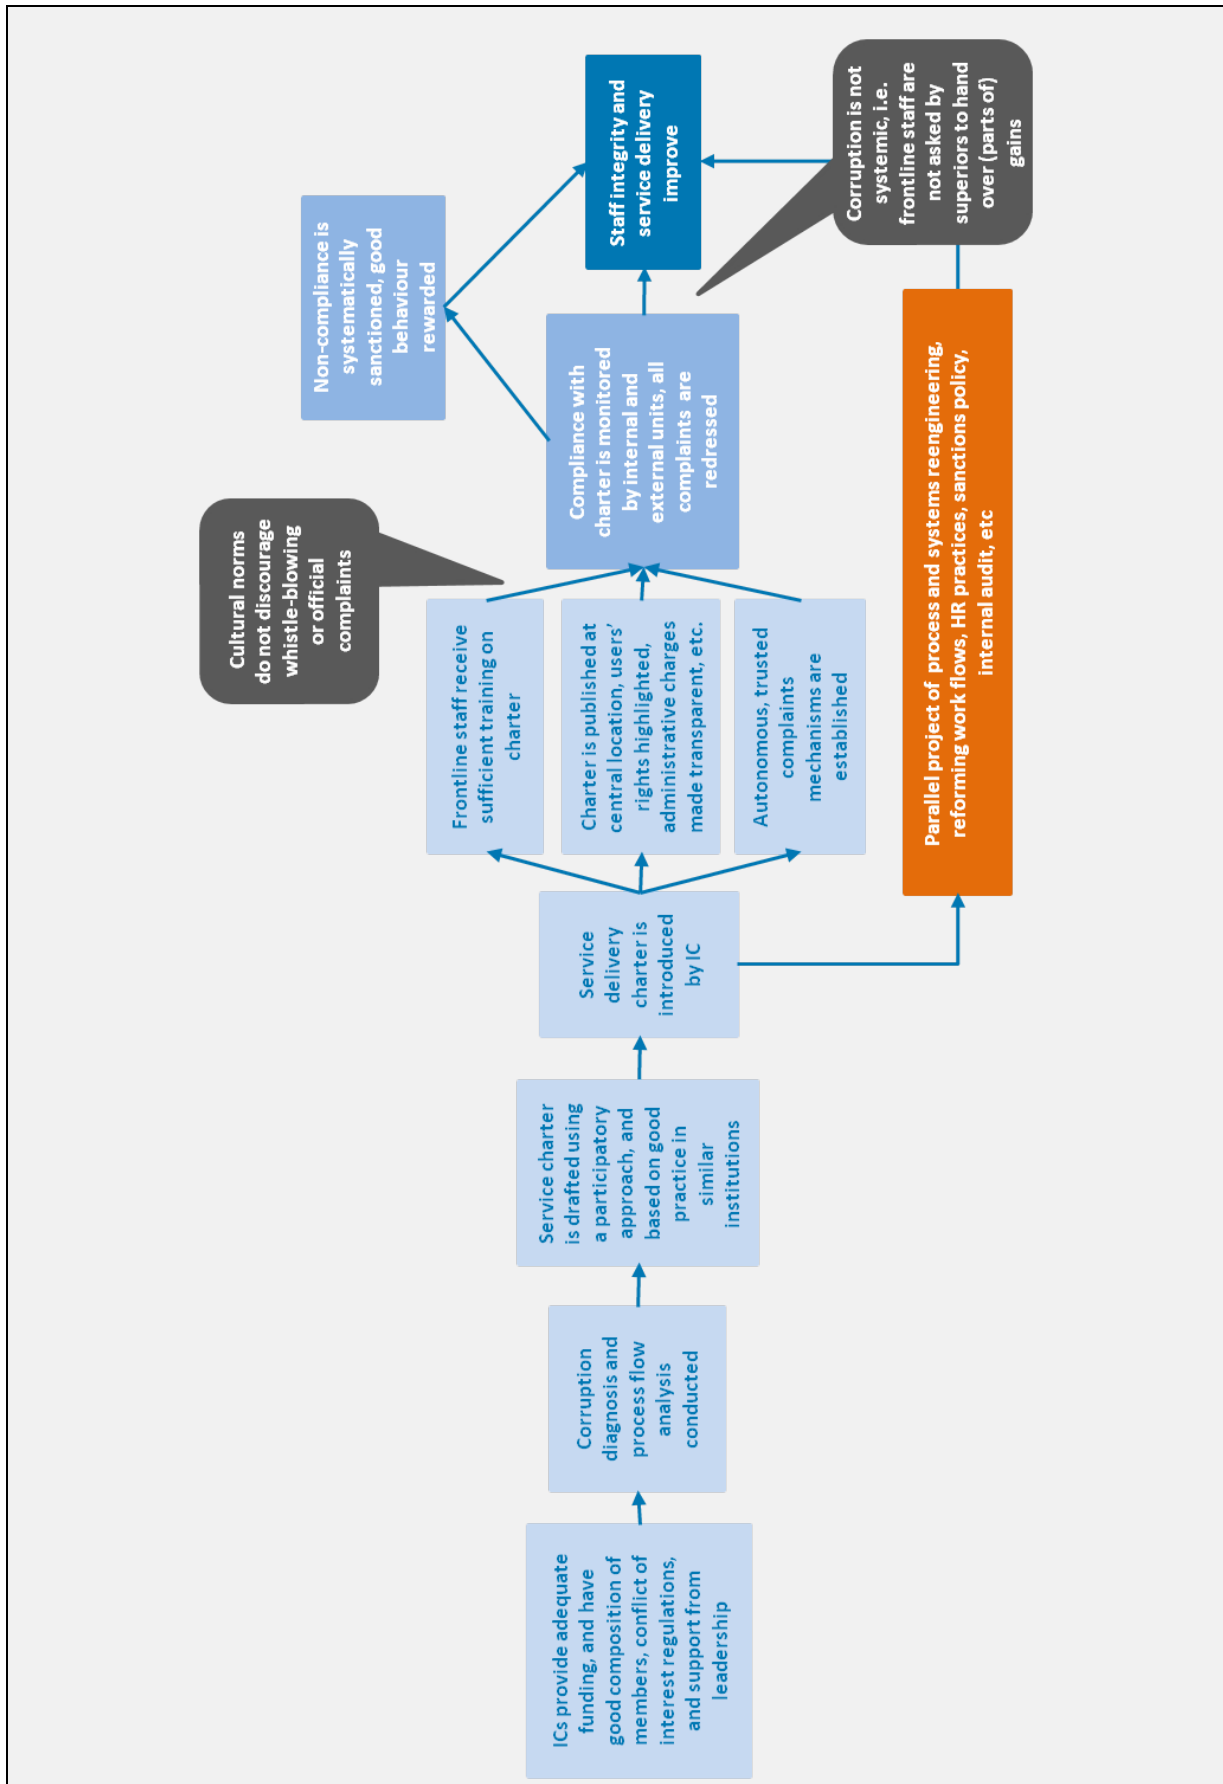 ICs provide adequate
funding, and have
good composition of
members, conflict of
interest regulations,
and support from
leadership
Corruption
diagnosis and
process flow
analysis
conducted
Service charter
is drafted using
a participatory
approach, and
based on good
practice in
similar
institutions
Service
delivery
charter is
introduced
by IC
Frontline staff receive
sufficient training on
charter
Charter is published at
central location, users’
rights highlighted,
administrative charges
made transparent, etc.
Autonomous, trusted
complaints
mechanisms are
established
Cultural norms
do not discourage
whistle-blowing
or official
complaints
Compliance with
charter is monitored
by internal and
external units, all
complaints are
redressed
Non-compliance is
systematically
sanctioned, good
behaviour
rewarded
Staff integrity and
service delivery
improve
Corruption is not
systemic, i.e.
frontline staff are
not asked by
superiors to hand
over (parts of)
gains
Parallel project of process and systems reengineering,
reforming work flows, HR practices, sanctions policy,
internal audit, etc